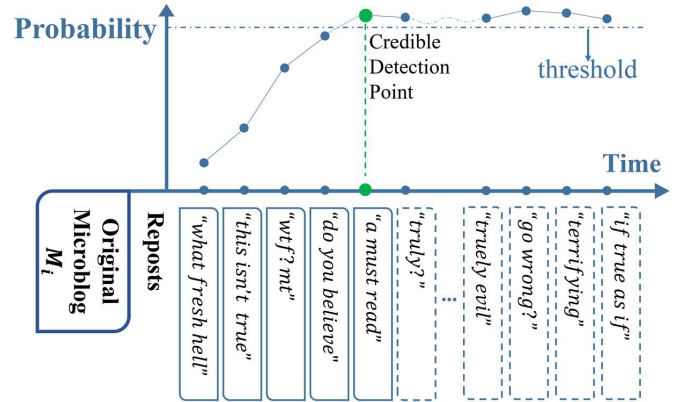 Probability
Credible
Detection
Point
threshold
Time
Original
Microblog
Mi
Reposts
"what fresh hell"
"this isn't true"
"wtf? mt"
"do you believe"
"a must read"
"truly?"
...
"truely evil"
"go wrong?"
"terrifying"
"if true as if"